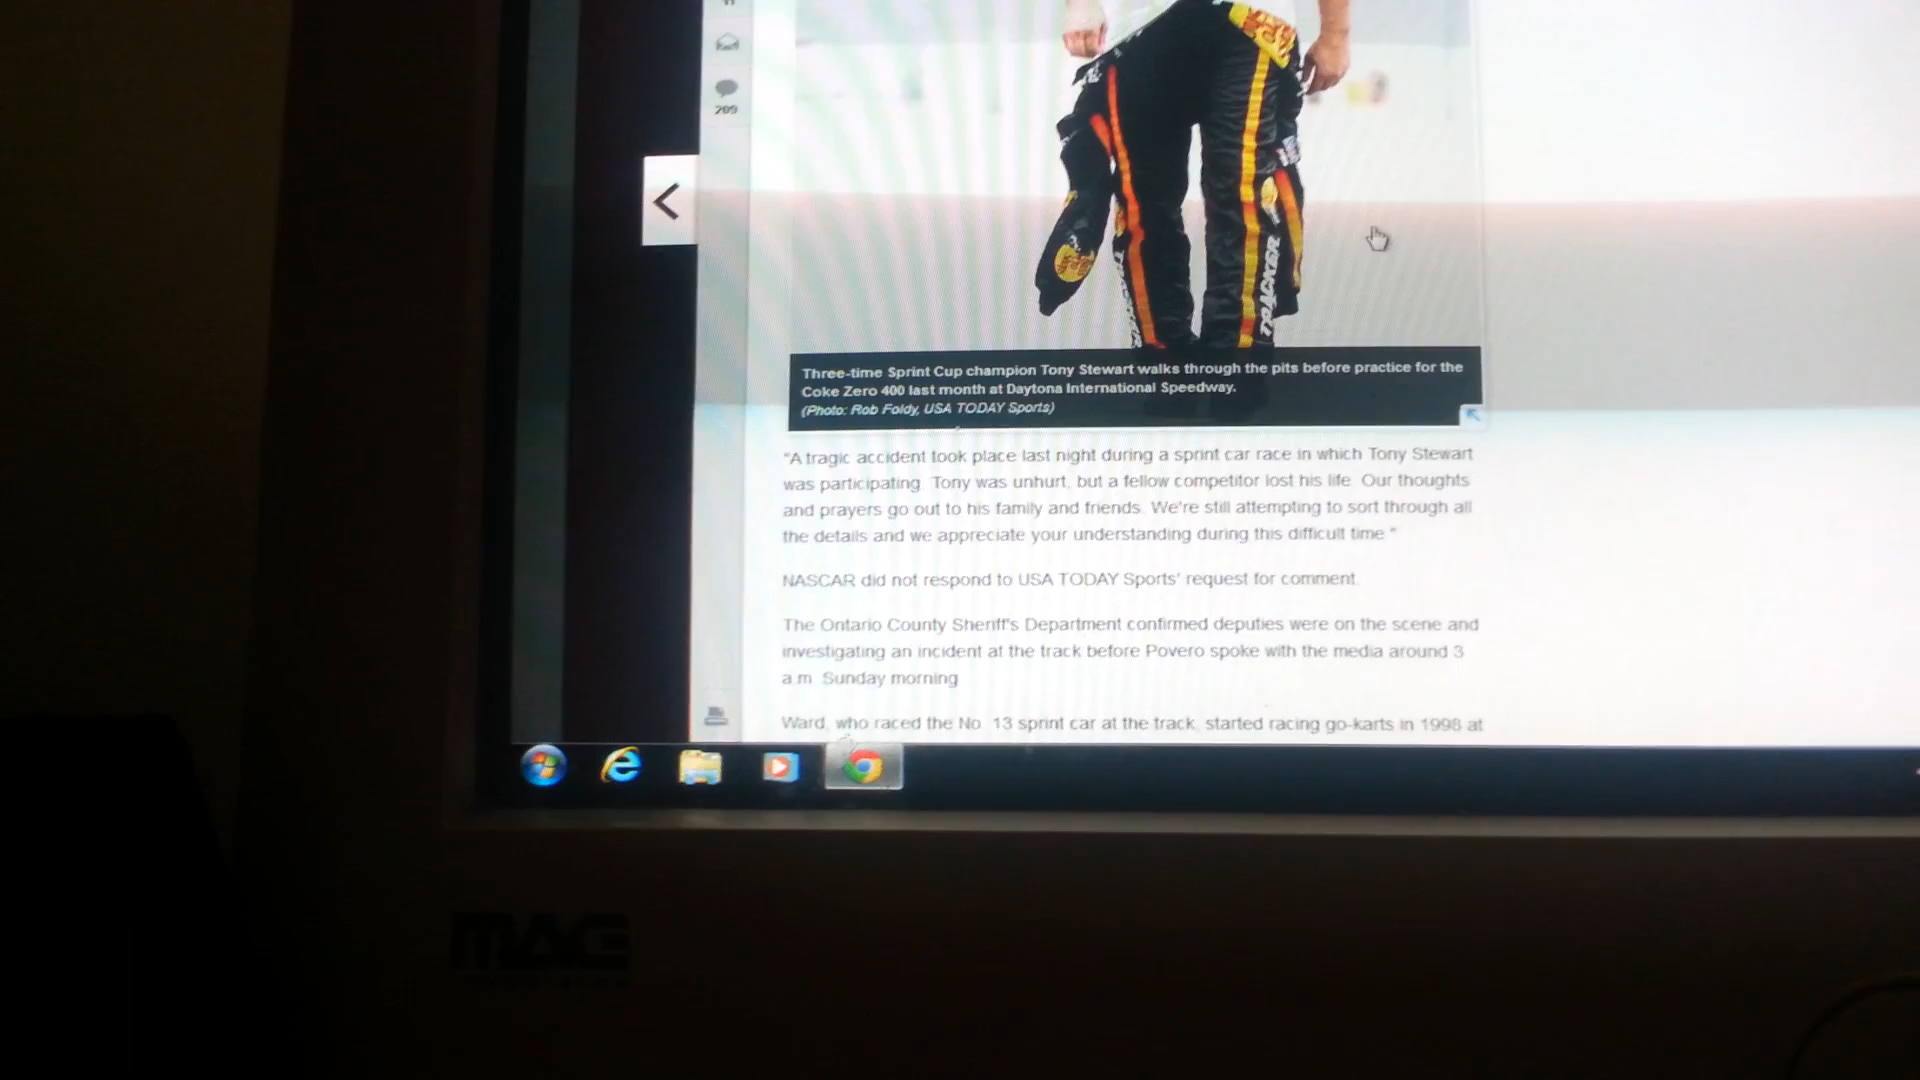 209
TRACKER
Three-time Sprint Cup champion Tony Stewart walks through the pits before practice for the
Coke Zero 400 last month at Daytona International Speedway.
(Photo: Rob Foldy, USA TODAY Sports)
"A tragic accident took place last night during a sprint car race in which Tony Stewart
was participating. Tony was unhurt, but a fellow competitor lost his life. Our thoughts
and prayers go out to his family and friends. We're still attempting to sort through all
the details and we appreciate your understanding during this difficult time."
NASCAR did not respond to USA TODAY Sports' request for comment.
The Ontario County Sheriff's Department confirmed deputies were on the scene and
investigating an incident at the track before Povero spoke with the media around 3
a.m. Sunday morning.
Ward, who raced the No. 13 sprint car at the track, started racing go-karts in 1998 at
MAG